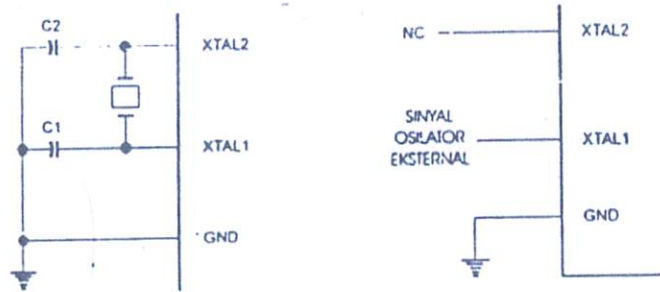 C2
XTAL2
C1
XTAL1
GND
NC
XTAL2
SINYAL
OSILATOR
EKSTERNAL
XTAL1
GND